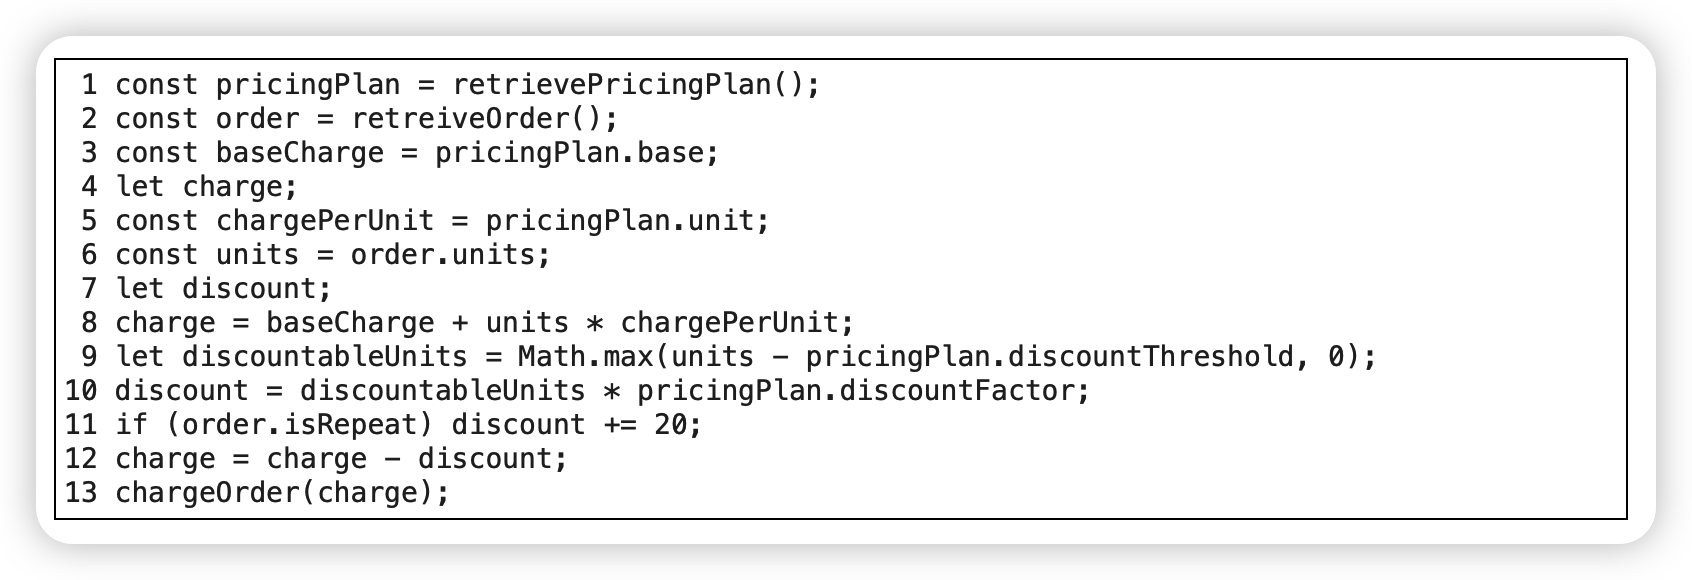 1 const pricingPlan = retrievePricingPlan();
2 const order = retreiveOrder();
3 const baseCharge = pricingPlan.base;
4 let charge;
5 const chargePerUnit = pricingPlan.unit;
6 const units = order.units;
7 let discount;
8 charge = baseCharge + units * chargePerUnit;
9 let discountableUnits = Math.max(units - pricingPlan.discountThreshold, 0);
10 discount = discountableUnits * pricingPlan.discountFactor;
11 if (order.isRepeat) discount += 20;
12 charge = charge - discount;
13 chargeOrder(charge);